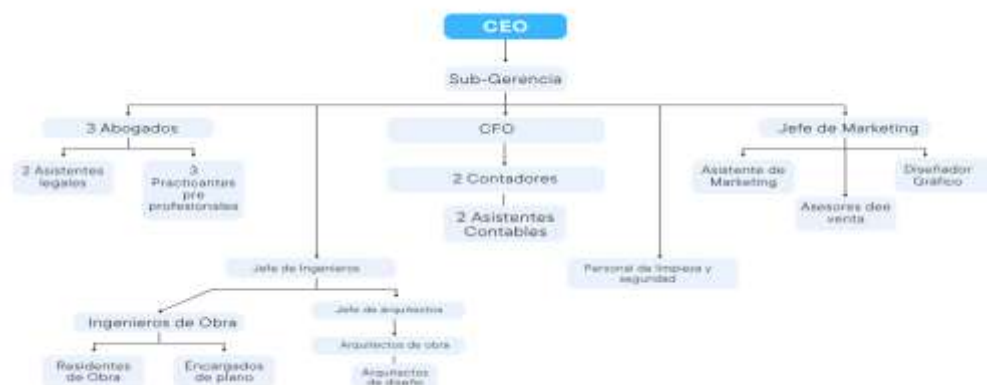 CEO
Sub-Gerencia
3 Abogados
CFO
Jefe de Marketing
2 Asistentes
legales
3
Practicantes
pre
profesionales
2 Contadores
Asistente de
Marketing
Diseñador
Gráfico
Asesores dee
venta
2 Asistentes
Contables
Jefe de Ingenieros
Personal de limpieza y
seguridad
Jefe de arquitectos
Ingenieros de Obra
Arquitectos de obra
Residentes
de Obra
Encargados
de plano
Arquitectos
de diseño